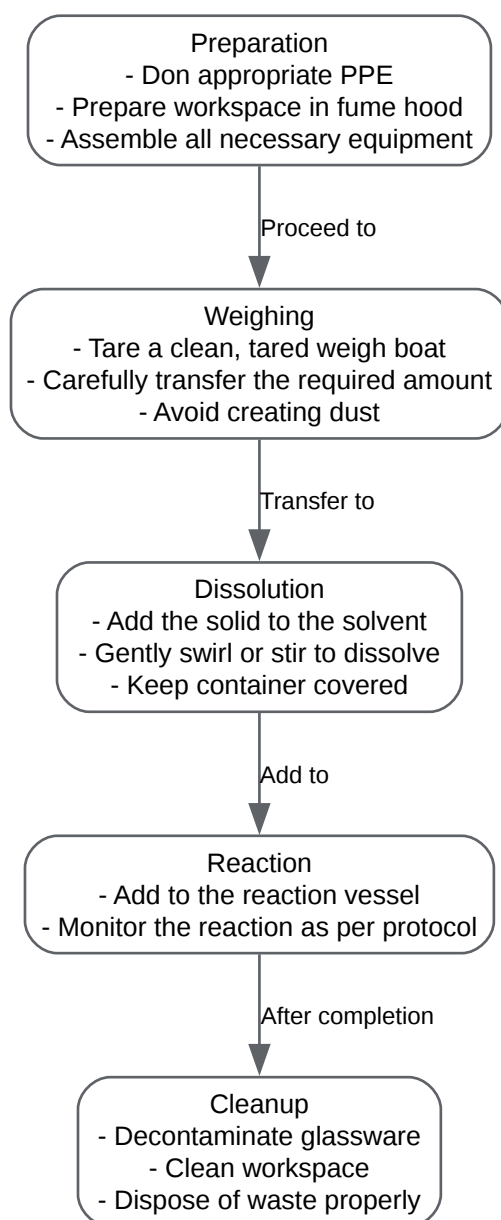 Preparation
- Don appropriate PPE
- Prepare workspace in fume hood
- Assemble all necessary equipment
Proceed to
Weighing
- Tare a clean, tared weigh boat
- Carefully transfer the required amount
- Avoid creating dust
Transfer to
Dissolution
- Add the solid to the solvent
- Gently swirl or stir to dissolve
- Keep container covered
Add to
Reaction
- Add to the reaction vessel
- Monitor the reaction as per protocol
After completion
Cleanup
- Decontaminate glassware
- Clean workspace
- Dispose of waste properly